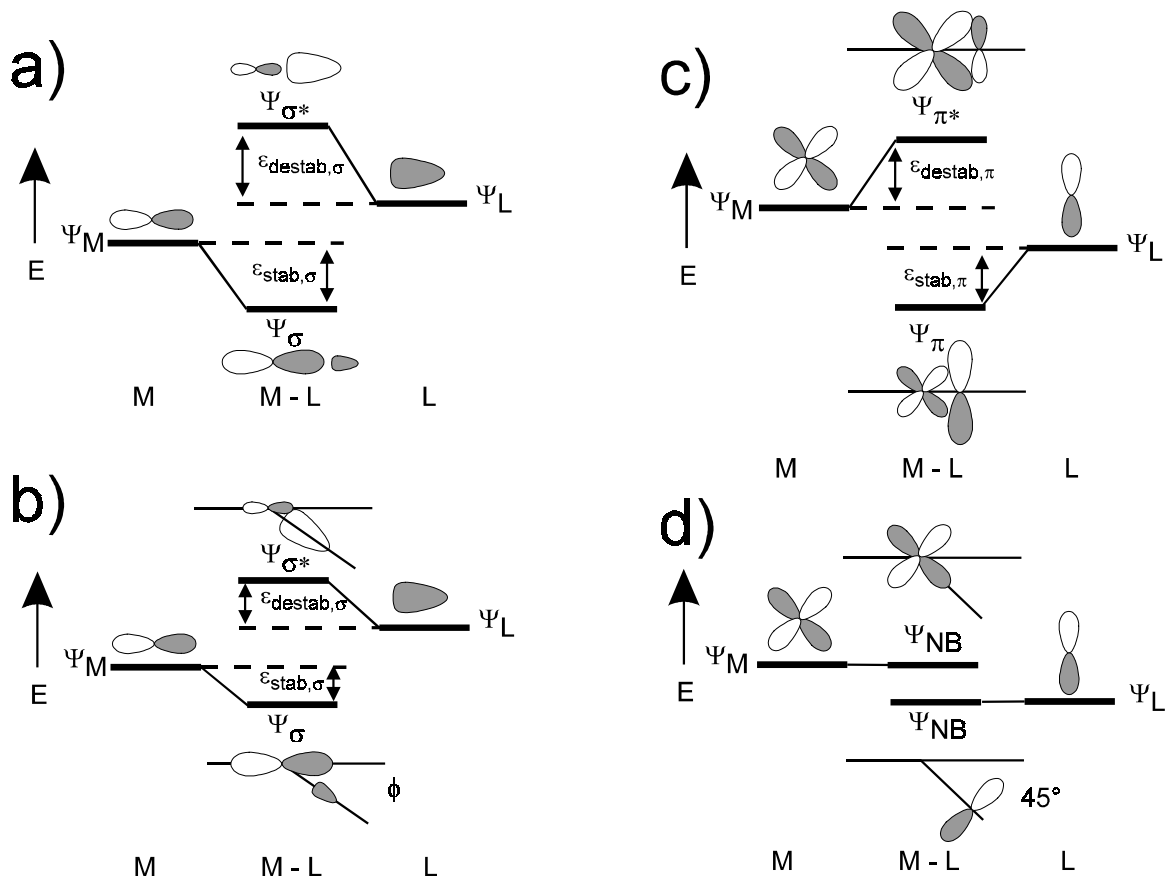 a)
Ψσ*
εdestab,σ
ΨL
ΨM
εstab,σ
E
Ψσ
M
M - L
L
b)
Ψσ*
εdestab,σ
ΨL
ΨM
εstab,σ
E
Ψσ
ϕ
M
M - L
L
c)
Ψπ*
εdestab,π
ΨM
ΨL
E
εstab,π
Ψπ
M
M - L
L
d)
ΨNB
ΨM
E
ΨL
ΨNB
45°
M
M - L
L